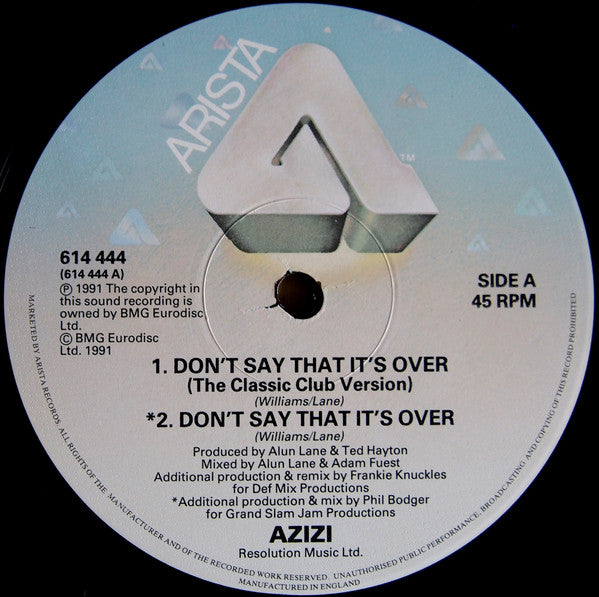 ARISTA
TM
614 444
(614 444 A)
Ⓟ 1991 The copyright in
this sound recording is
owned by BMG Eurodisc
Ltd.
© BMG Eurodisc
Ltd. 1991
SIDE A
45 RPM
1. DON'T SAY THAT IT'S OVER
(The Classic Club Version)
(Williams/Lane)
*2. DON'T SAY THAT IT'S OVER
(Williams/Lane)
Produced by Alun Lane & Ted Hayton
Mixed by Alun Lane & Adam Fuest
Additional production & remix by Frankie Knuckles
for Def Mix Productions
*Additional production & mix by Phil Bodger
for Grand Slam Jam Productions
AZIZI
Resolution Music Ltd.
MARKETED BY ARISTA RECORDS. ALL RIGHTS OF THE MANUFACTURER AND OF THE RECORDED WORK RESERVED. UNAUTHORISED PUBLIC PERFORMANCE, BROADCASTING AND COPYING OF THIS RECORD PROHIBITED
MANUFACTURED IN ENGLAND